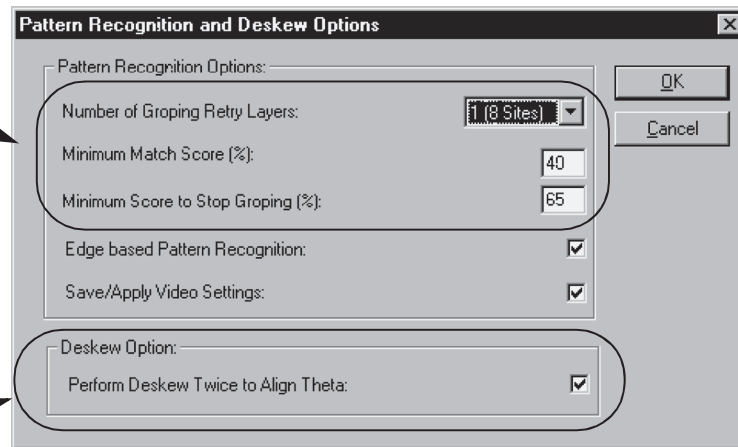 Pattern Recognition and Deskew Options
Pattern Recognition Options:
OK
Number of Groping Retry Layers: 1 (8 Sites)
Cancel
Minimum Match Score (%): 40
Minimum Score to Stop Groping (%): 65
Edge based Pattern Recognition:
Save/Apply Video Settings:
Deskew Option:
Perform Deskew Twice to Align Theta: